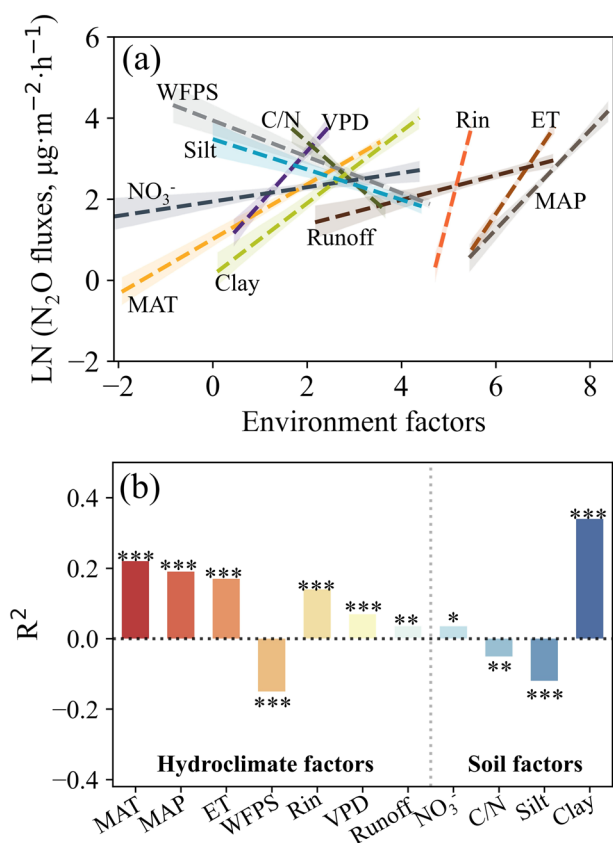 (a)
LN (N₂O fluxes, μg·m⁻²·h⁻¹)
6
4
2
0
−2
WFPS
C/N
VPD
Rin
ET
Silt
NO₃⁻
Runoff
MAP
MAT
Clay
−2 0 2 4 6 8
Environment factors
(b)
R²
0.4
0.2
0.0
−0.2
−0.4
*** *** *** *** *** *** ** * ** *** ***
Hydroclimate factors Soil factors
MAT MAP ET WFPS Rin VPD Runoff NO₃⁻ C/N Silt Clay